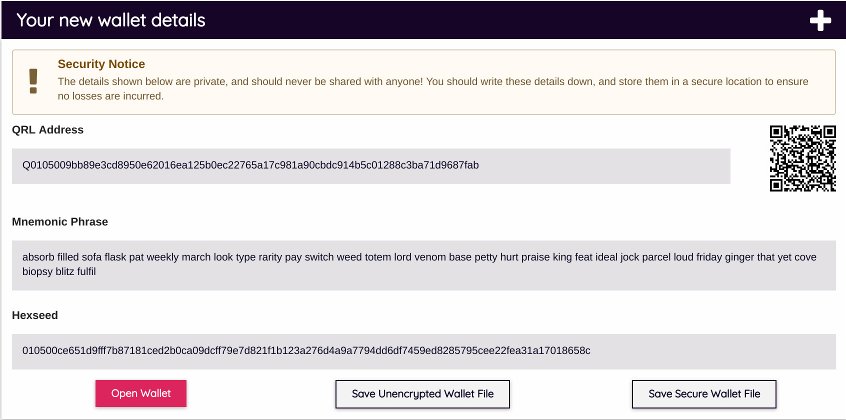 Your new wallet details
Security Notice
The details shown below are private, and should never be shared with anyone! You should write these details down, and store them in a secure location to ensure
no losses are incurred.
QRL Address
Q0105009bb89e3cd8950e62016ea125b0ec22765a17c981a90cbdc914b5c01288c3ba71d9687fab
Mnemonic Phrase
absorb filled sofa flask pat weekly march look type rarity pay switch weed totem lord venom base petty hurt praise king feat ideal jock parcel loud friday ginger that yet cove
biopsy blitz fulfil
Hexseed
010500ce651d9fff7b87181ced2b0ca09dcff79e7d821f1b123a276d4a9a7794dd6df7459ed8285795cee22fea31a17018658c
Open Wallet
Save Unencrypted Wallet File
Save Secure Wallet File